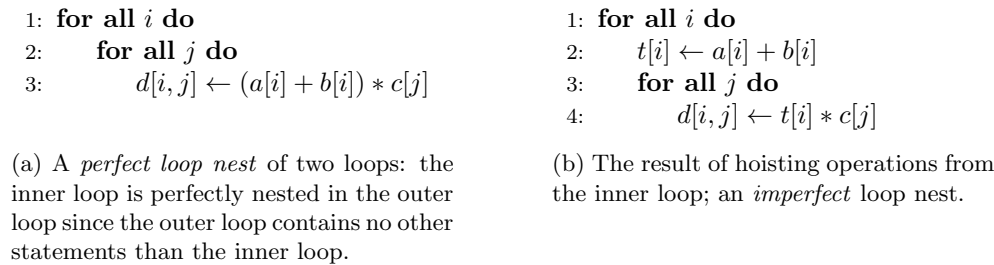 1: for all i do
2: for all j do
3: d[i, j] ← (a[i] + b[i]) ∗ c[j]
(a) A perfect loop nest of two loops: the
inner loop is perfectly nested in the outer
loop since the outer loop contains no other
statements than the inner loop.
1: for all i do
2: t[i] ← a[i] + b[i]
3: for all j do
4: d[i, j] ← t[i] ∗ c[j]
(b) The result of hoisting operations from
the inner loop; an imperfect loop nest.